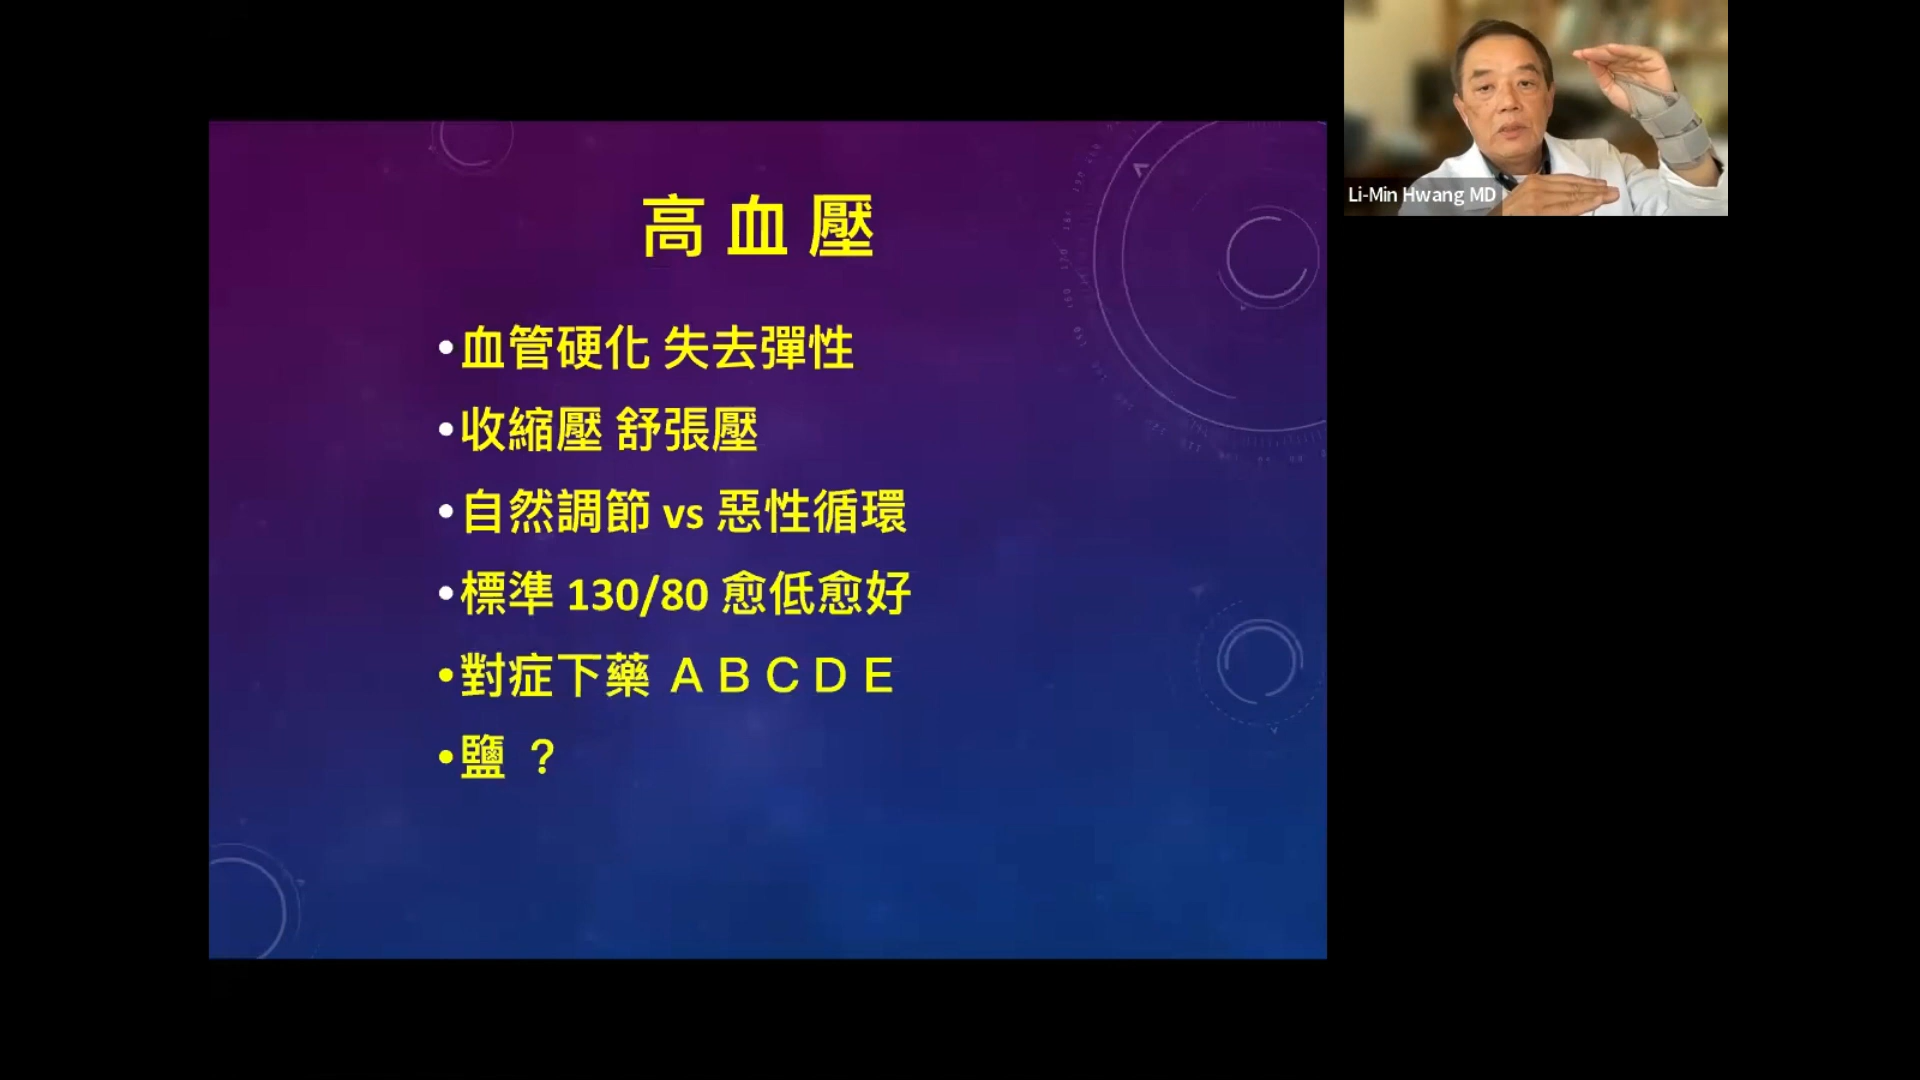 高血壓
•血管硬化 失去彈性
•收縮壓 舒張壓
•自然調節 vs 惡性循環
•標準 130/80 愈低愈好
•對症下藥 A B C D E
•鹽 ?
Li-Min Hwang MD